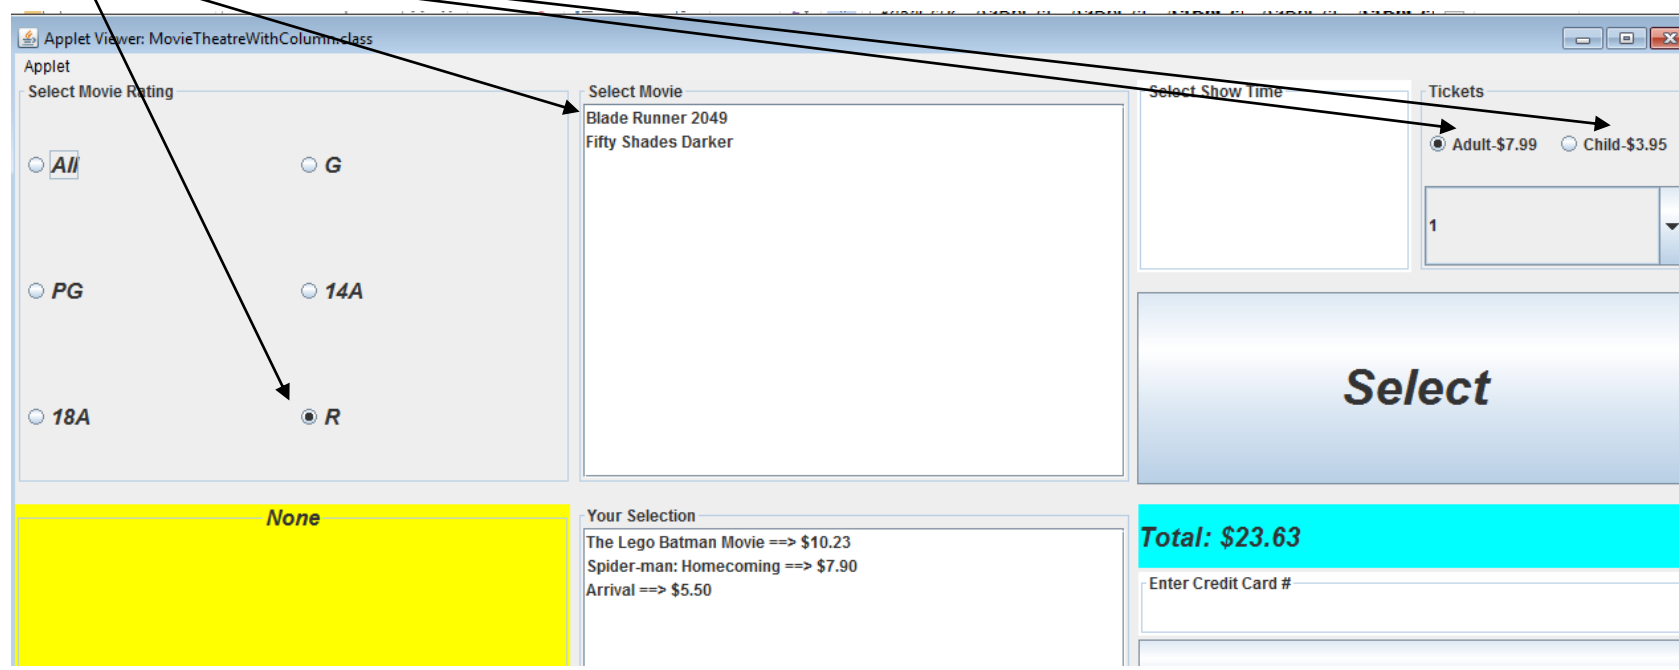 Applet Viewer: MovieTheatreWithColumn.class
Applet
Select Movie Rating
All
G
PG
14A
18A
R
Select Movie
Blade Runner 2049
Fifty Shades Darker
Select Show Time
Tickets
Adult-$7.99
Child-$3.95
1
Select
None
Your Selection
The Lego Batman Movie ==> $10.23
Spider-man: Homecoming ==> $7.90
Arrival ==> $5.50
Total: $23.63
Enter Credit Card #